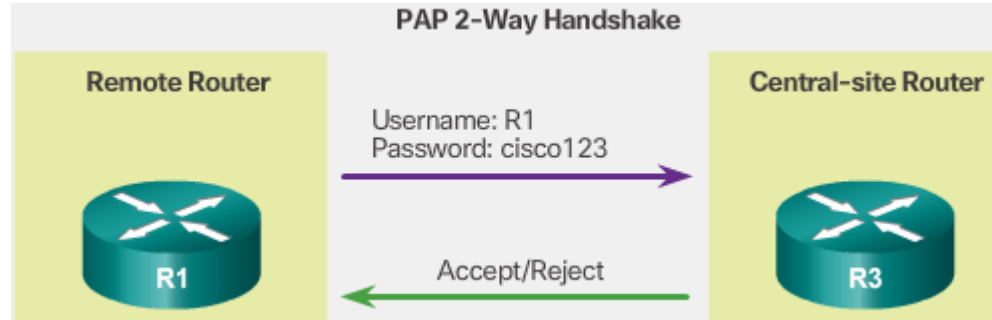 PAP 2-Way Handshake
Remote Router
Central-site Router
Username: R1
Password: cisco123
Accept/Reject
R1
R3